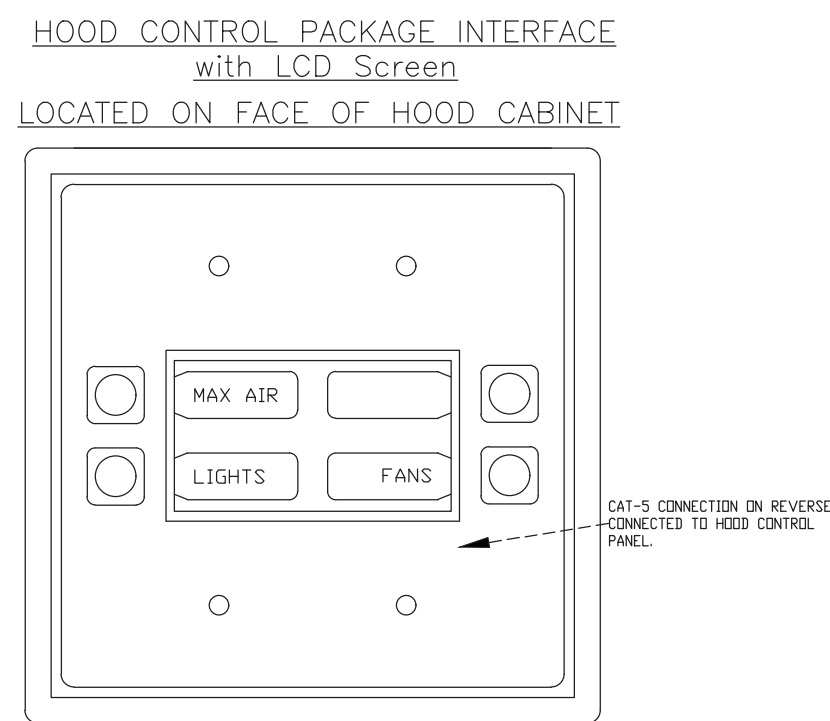 HOOD CONTROL PACKAGE INTERFACE
with LCD Screen
LOCATED ON FACE OF HOOD CABINET
MAX AIR
LIGHTS
FANS
CAT-5 CONNECTION ON REVERSE
CONNECTED TO HOOD CONTROL
PANEL.